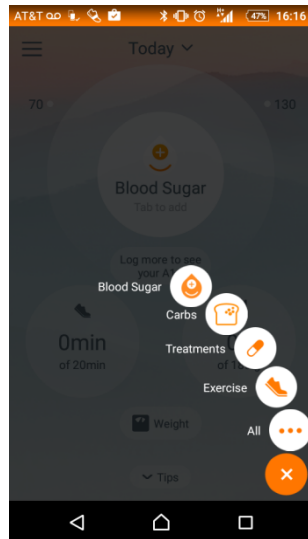 AT&T
47%
16:16
Today
70
130
Blood Sugar
Tab to add
Log more to see
your A
Blood Sugar
Carbs
Treatments
0min
of 20min
Exercise
Weight
All
Tips